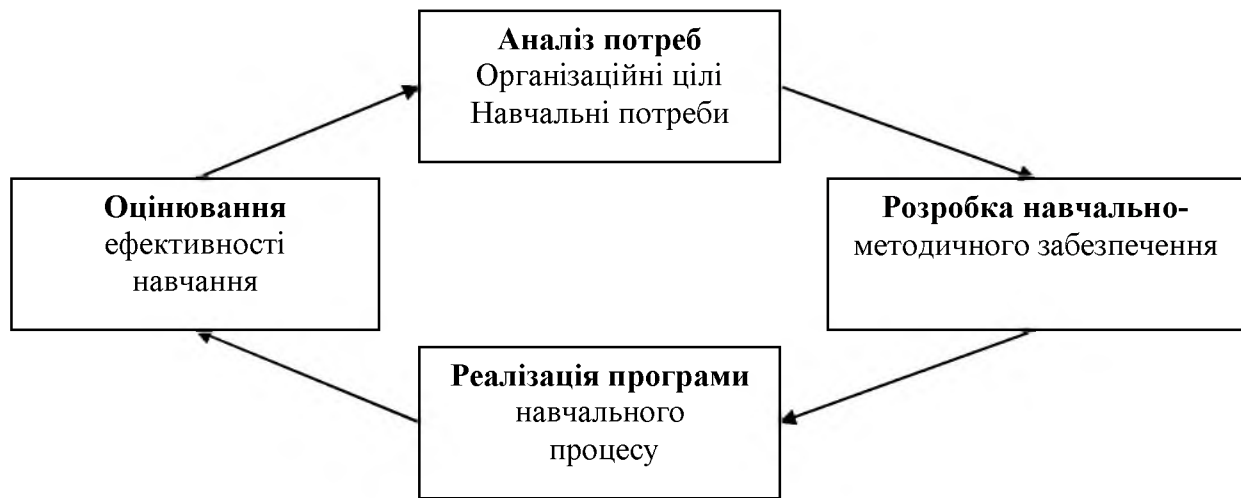 Аналіз потреб
Організаційні цілі
Навчальні потреби
Оцінювання
ефективності
навчання
Розробка навчально-
методичного забезпечення
Реалізація програми
навчального
процесу